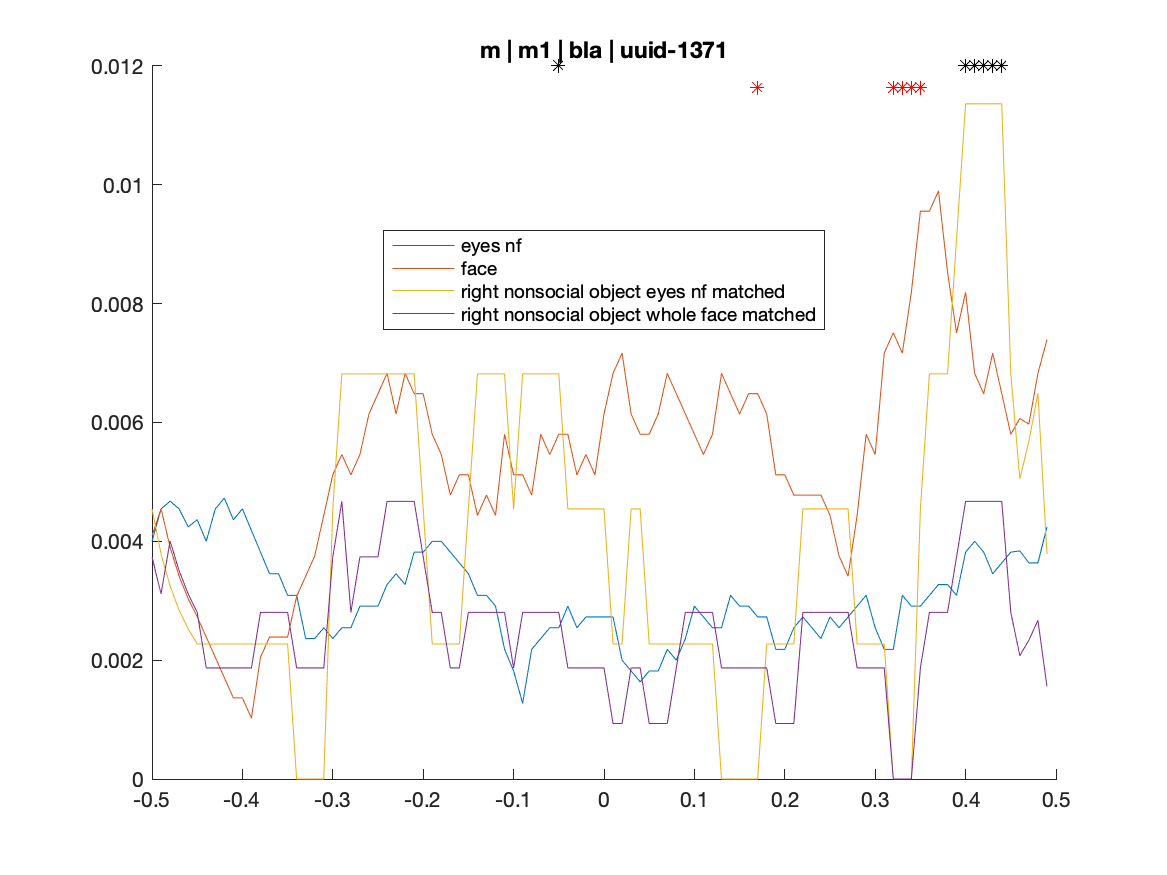 m | m1 | bla | uuid-1371
0.012
0.01
0.008
0.006
0.004
0.002
0
eyes nf
face
right nonsocial object eyes nf matched
right nonsocial object whole face matched
-0.5 -0.4 -0.3 -0.2 -0.1 0 0.1 0.2 0.3 0.4 0.5